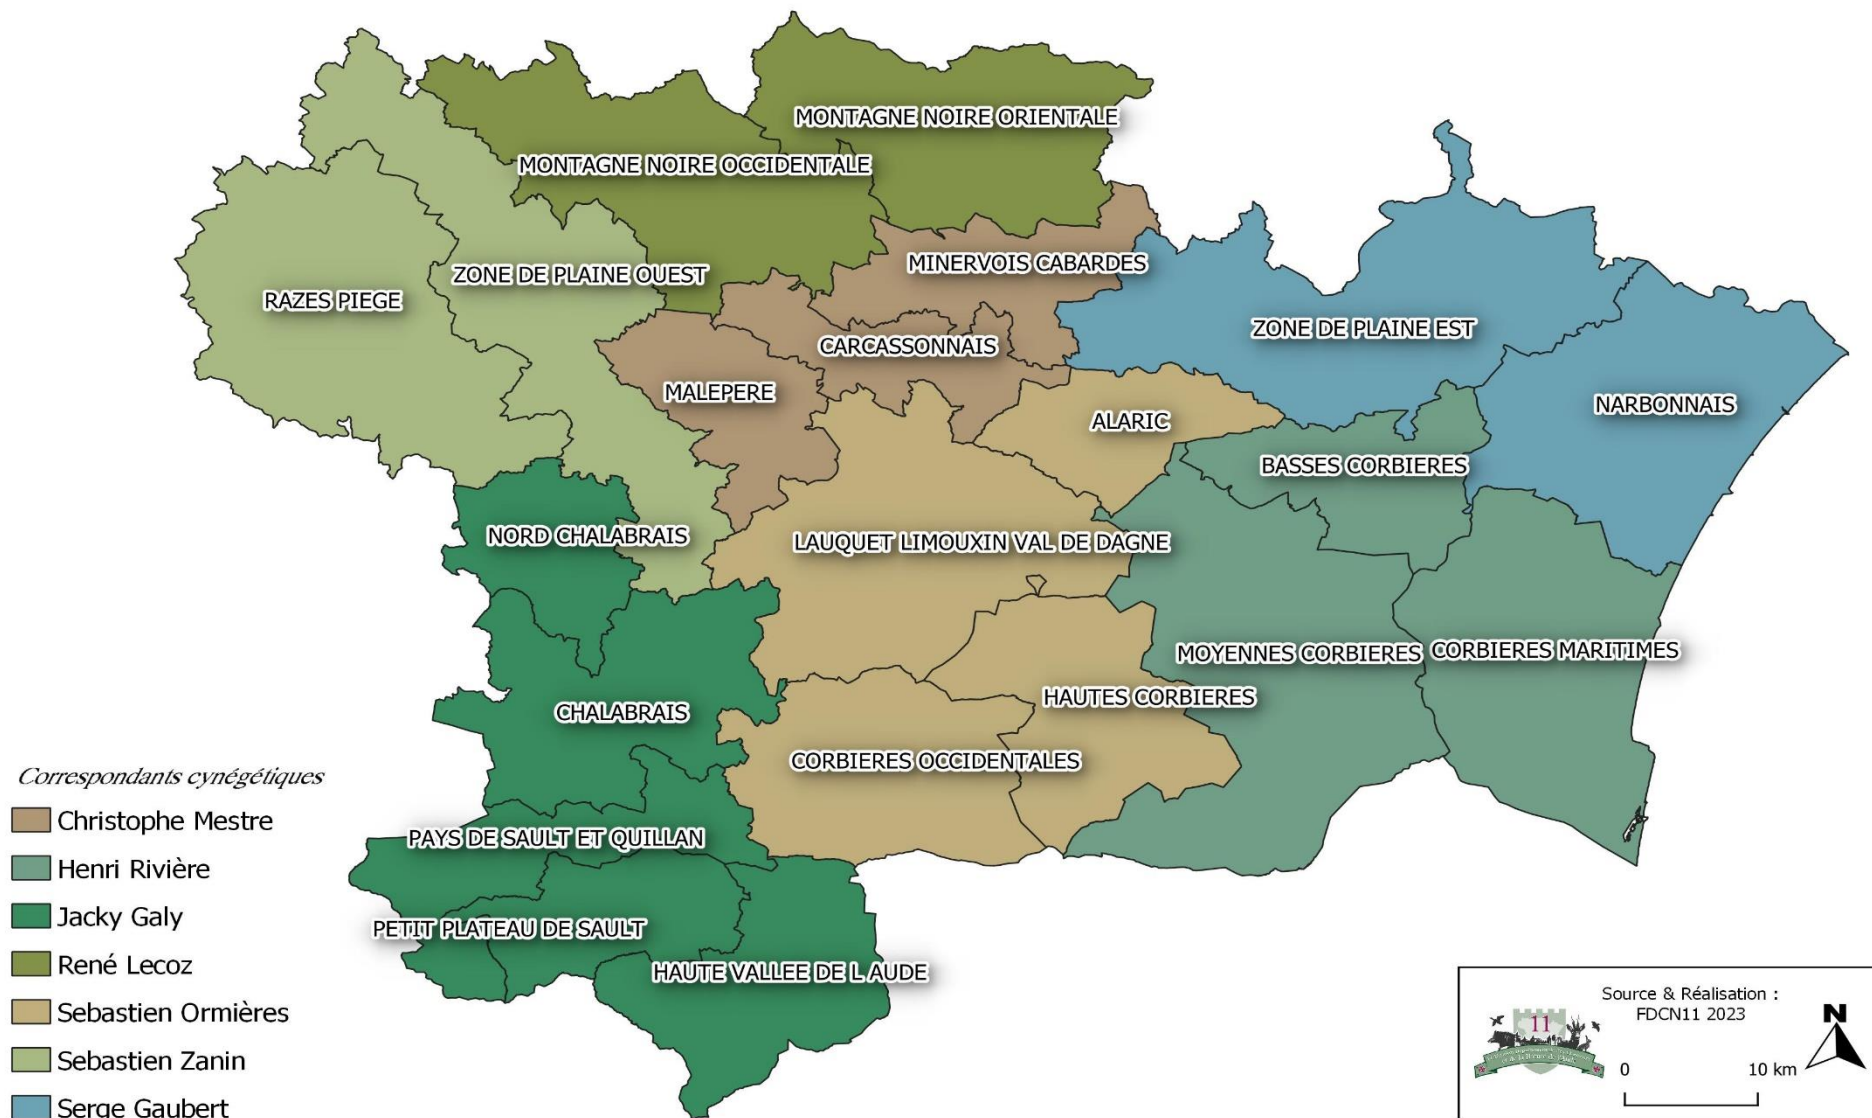 MONTAGNE NOIRE ORIENTALE
MONTAGNE NOIRE OCCIDENTALE
MINERVOIS CABARDES
ZONE DE PLAINE OUEST
RAZES PIEGE
ZONE DE PLAINE EST
CARCASSONNAIS
MALEPERE
NARBONNAIS
ALARIC
BASSES CORBIERES
NORD CHALABRAIS
LAUQUET LIMOUXIN VAL DE DAGNE
MOYENNES CORBIERES
CORBIERES MARITIMES
HAUTES CORBIERES
CHALABRAIS
CORBIERES OCCIDENTALES
PAYS DE SAULT ET QUILLAN
PETIT PLATEAU DE SAULT
HAUTE VALLEE DE L AUDE
Correspondants cynégétiques
Christophe Mestre
Henri Rivière
Jacky Galy
René Lecoz
Sebastien Ormières
Sebastien Zanin
Serge Gaubert
11
Source & Réalisation :
FDCN11 2023
N
0 10 km